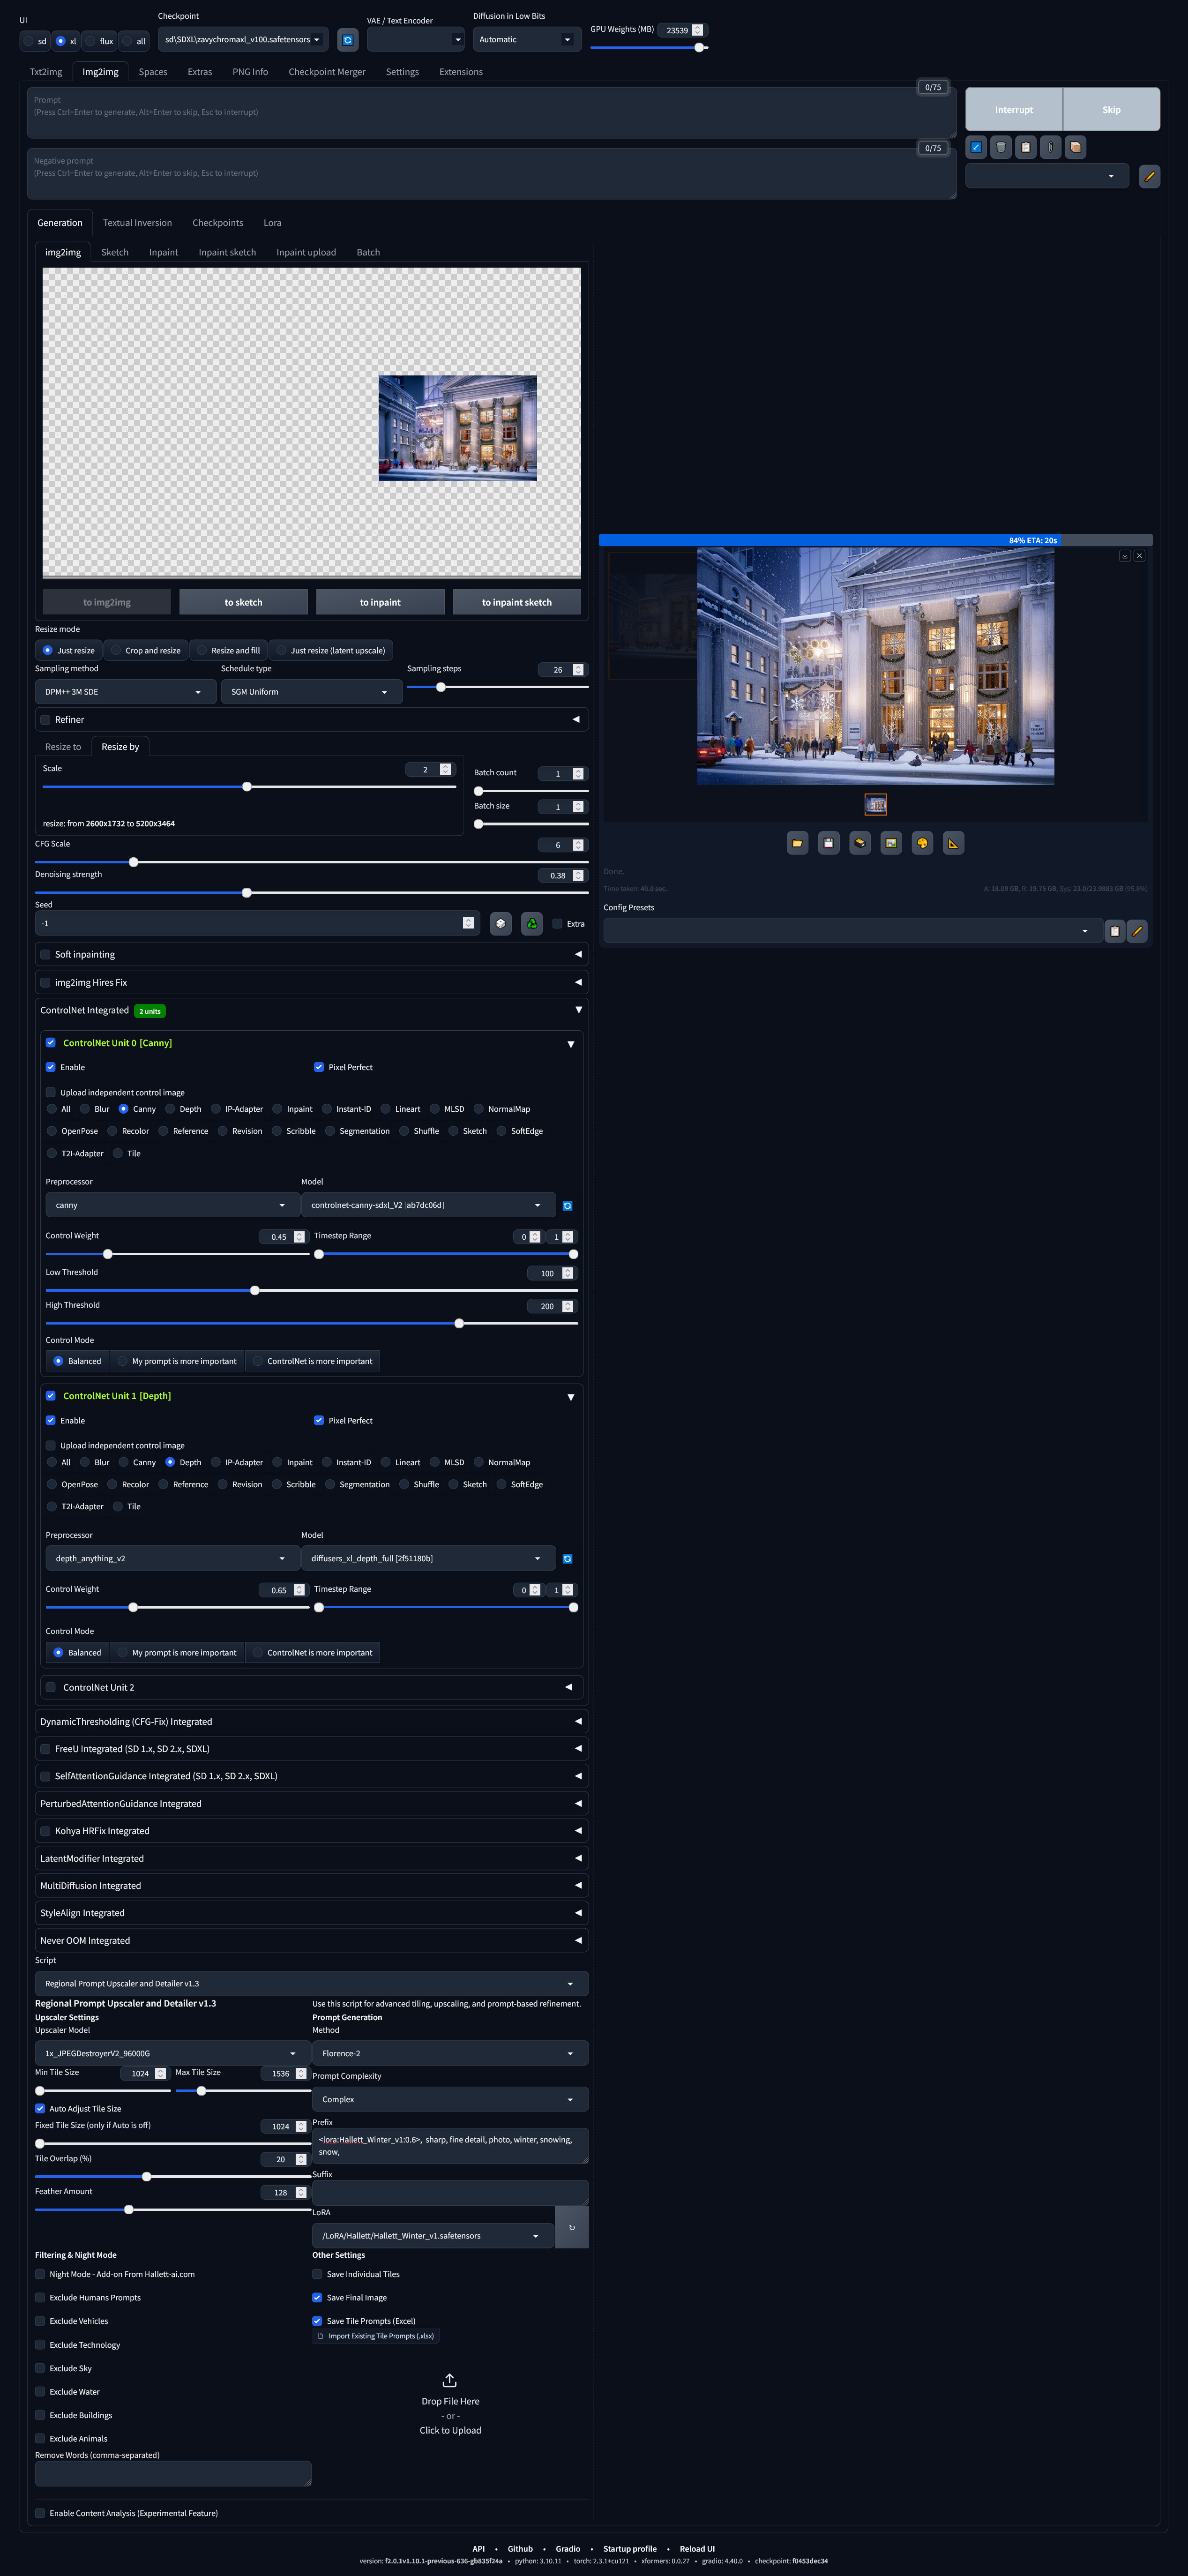 UI
sd
xl
flux
all
Checkpoint
sd\SDXL\zavychromaxl_v100.safetensors
VAE / Text Encoder
Diffusion in Low Bits
Automatic
GPU Weights (MB)
23539
Txt2img
Img2img
Spaces
Extras
PNG Info
Checkpoint Merger
Settings
Extensions
0/75
Prompt
(Press Ctrl+Enter to generate, Alt+Enter to skip, Esc to interrupt)
Interrupt
Skip
0/75
Negative prompt
(Press Ctrl+Enter to generate, Alt+Enter to skip, Esc to interrupt)
Generation
Textual Inversion
Checkpoints
Lora
img2img
Sketch
Inpaint
Inpaint sketch
Inpaint upload
Batch
84% ETA: 20s
to img2img
to sketch
to inpaint
to inpaint sketch
Resize mode
Just resize
Crop and resize
Resize and fill
Just resize (latent upscale)
Sampling method
DPM++ 3M SDE
Schedule type
SGM Uniform
Sampling steps
26
Refiner
Resize to
Resize by
Scale
2
resize: from 2600x1732 to 5200x3464
Batch count
1
Batch size
1
CFG Scale
6
Denoising strength
0.38
Seed
-1
Extra
Done.
Time taken: 40.0 sec.
A: 18.09 GB, R: 19.75 GB, Sys: 23.0/23.9883 GB (95.8%)
Config Presets
Soft inpainting
img2img Hires Fix
ControlNet Integrated
2 units
ControlNet Unit 0 [Canny]
Enable
Pixel Perfect
Upload independent control image
All
Blur
Canny
Depth
IP-Adapter
Inpaint
Instant-ID
Lineart
MLSD
NormalMap
OpenPose
Recolor
Reference
Revision
Scribble
Segmentation
Shuffle
Sketch
SoftEdge
T2I-Adapter
Tile
Preprocessor
canny
Model
controlnet-canny-sdxl_V2 [ab7dc06d]
Control Weight
0.45
Timestep Range
0
1
Low Threshold
100
High Threshold
200
Control Mode
Balanced
My prompt is more important
ControlNet is more important
ControlNet Unit 1 [Depth]
Enable
Pixel Perfect
Upload independent control image
All
Blur
Canny
Depth
IP-Adapter
Inpaint
Instant-ID
Lineart
MLSD
NormalMap
OpenPose
Recolor
Reference
Revision
Scribble
Segmentation
Shuffle
Sketch
SoftEdge
T2I-Adapter
Tile
Preprocessor
depth_anything_v2
Model
diffusers_xl_depth_full [2f51180b]
Control Weight
0.65
Timestep Range
0
1
Control Mode
Balanced
My prompt is more important
ControlNet is more important
ControlNet Unit 2
DynamicThresholding (CFG-Fix) Integrated
FreeU Integrated (SD 1.x, SD 2.x, SDXL)
SelfAttentionGuidance Integrated (SD 1.x, SD 2.x, SDXL)
PerturbedAttentionGuidance Integrated
Kohya HRFix Integrated
LatentModifier Integrated
MultiDiffusion Integrated
StyleAlign Integrated
Never OOM Integrated
Script
Regional Prompt Upscaler and Detailer v1.3
Regional Prompt Upscaler and Detailer v1.3
Use this script for advanced tiling, upscaling, and prompt-based refinement.
Upscaler Settings
Upscaler Model
1x_JPEGDestroyerV2_96000G
Min Tile Size
1024
Max Tile Size
1536
Auto Adjust Tile Size
Fixed Tile Size (only if Auto is off)
1024
Tile Overlap (%)
20
Feather Amount
128
Prompt Generation
Method
Florence-2
Prompt Complexity
Complex
Prefix
<lora:Hallett_Winter_v1:0.6>, sharp, fine detail, photo, winter, snowing,
snow,
Suffix
LoRA
/LoRA/Hallett/Hallett_Winter_v1.safetensors
Filtering & Night Mode
Night Mode - Add-on From Hallett-ai.com
Exclude Humans Prompts
Exclude Vehicles
Exclude Technology
Exclude Sky
Exclude Water
Exclude Buildings
Exclude Animals
Remove Words (comma-separated)
Other Settings
Save Individual Tiles
Save Final Image
Save Tile Prompts (Excel)
Import Existing Tile Prompts (.xlsx)
Drop File Here
- or -
Click to Upload
Enable Content Analysis (Experimental Feature)
API • Github • Gradio • Startup profile • Reload UI
version: f2.0.1v1.10.1-previous-636-gb835f24a • python: 3.10.11 • torch: 2.3.1+cu121 • xformers: 0.0.27 • gradio: 4.40.0 • checkpoint: f0453dec34